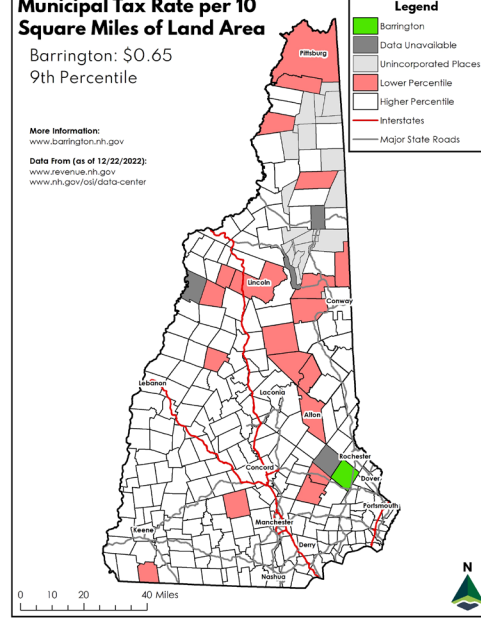 Municipal Tax Rate per 10
Square Miles of Land Area
Barrington: $0.65
9th Percentile
More Information:
www.barrington.nh.gov
Data From (as of 12/22/2022):
www.revenue.nh.gov
www.nh.gov/osi/data-center
Legend
Barrington
Data Unavailable
Unincorporated Places
Lower Percentile
Higher Percentile
Interstates
Major State Roads
Pittsburg
Lincoln
Conway
Lebanon
Laconia
Alton
Rochester
Concord
Dover
Portsmouth
Manchester
Keene
Derry
Nashua
N
0 10 20 40 Miles